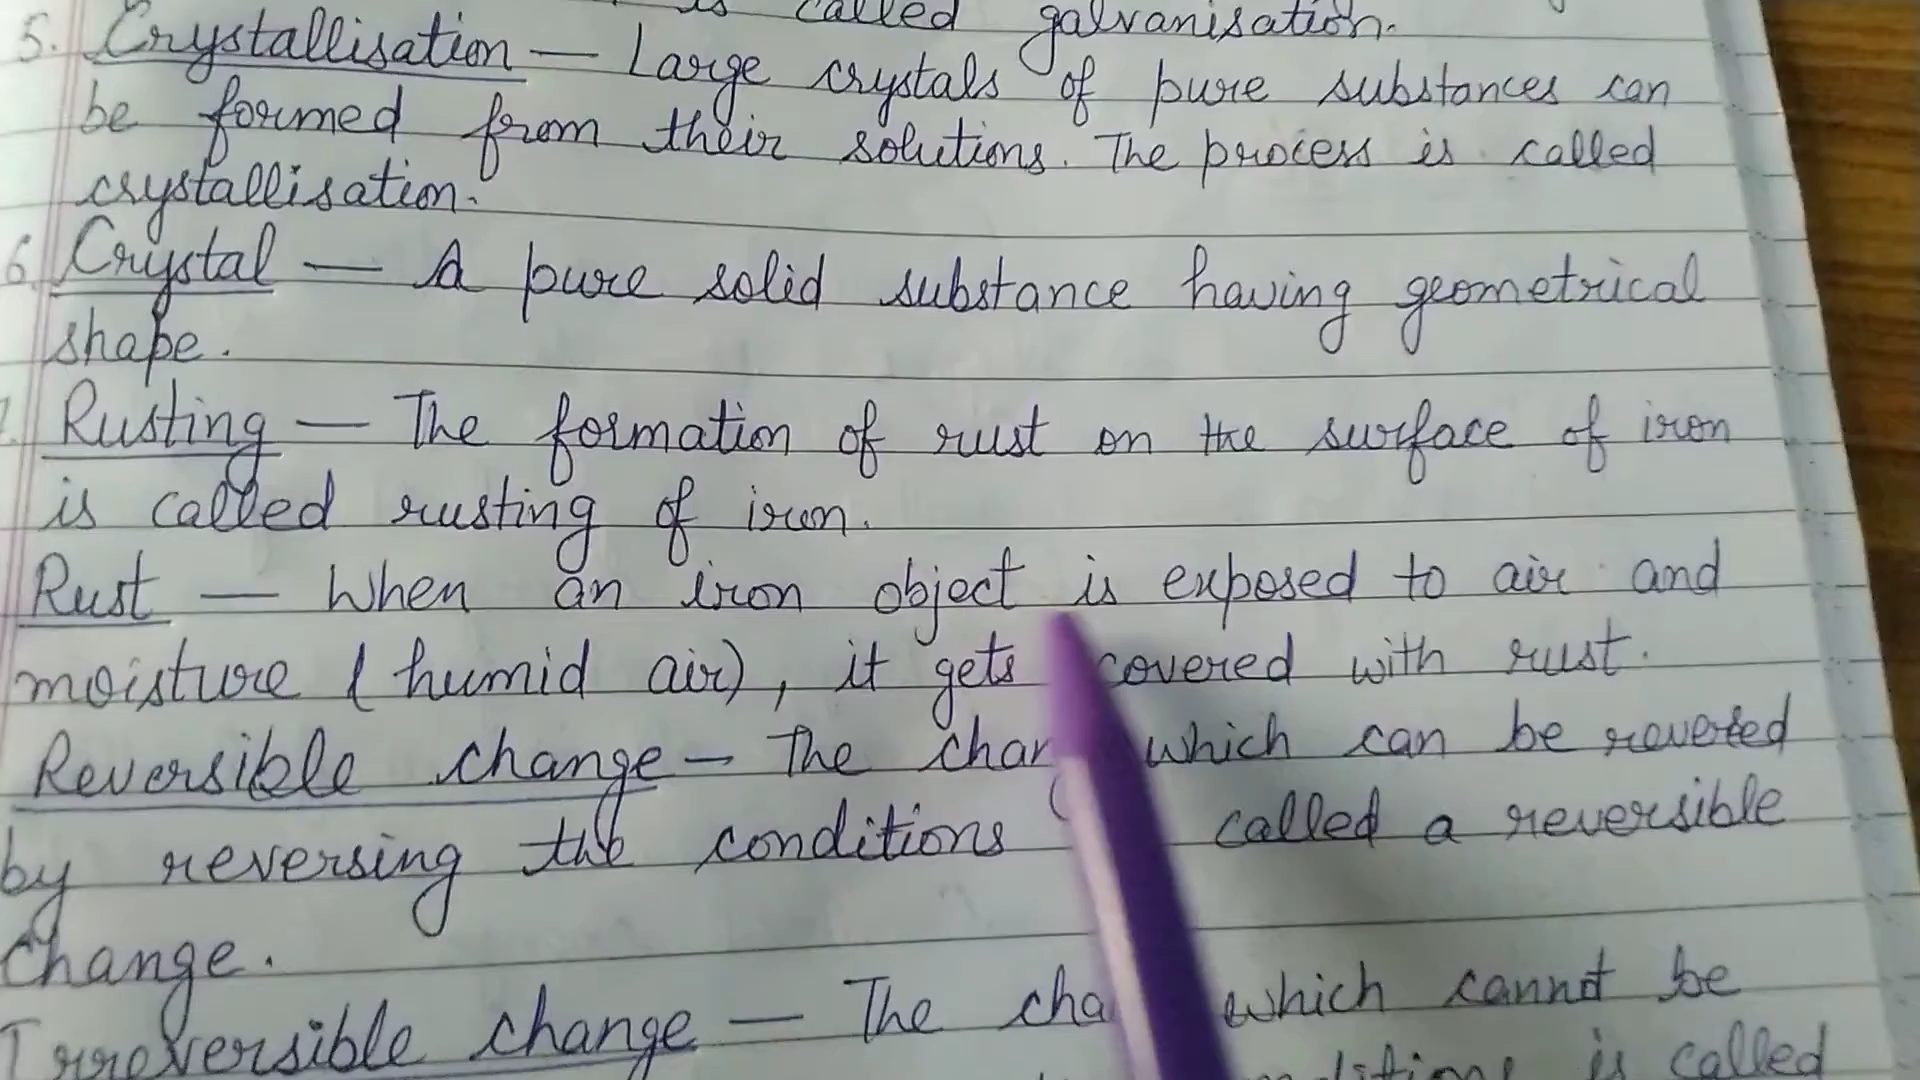 is called galvanisation.
5. Crystallisation — Large crystals of pure substances can
be formed from their solutions. The process is called
crystallisation.
6. Crystal — A pure solid substance having geometrical
shape.
7. Rusting — The formation of rust on the surface of iron
is called rusting of iron.
Rust — When an iron object is exposed to air and
moisture (humid air), it gets covered with rust.
Reversible change — The chan which can be revered
by reversing the conditions called a reversible
change.
Irreversible change — The cha which cannot be
is called